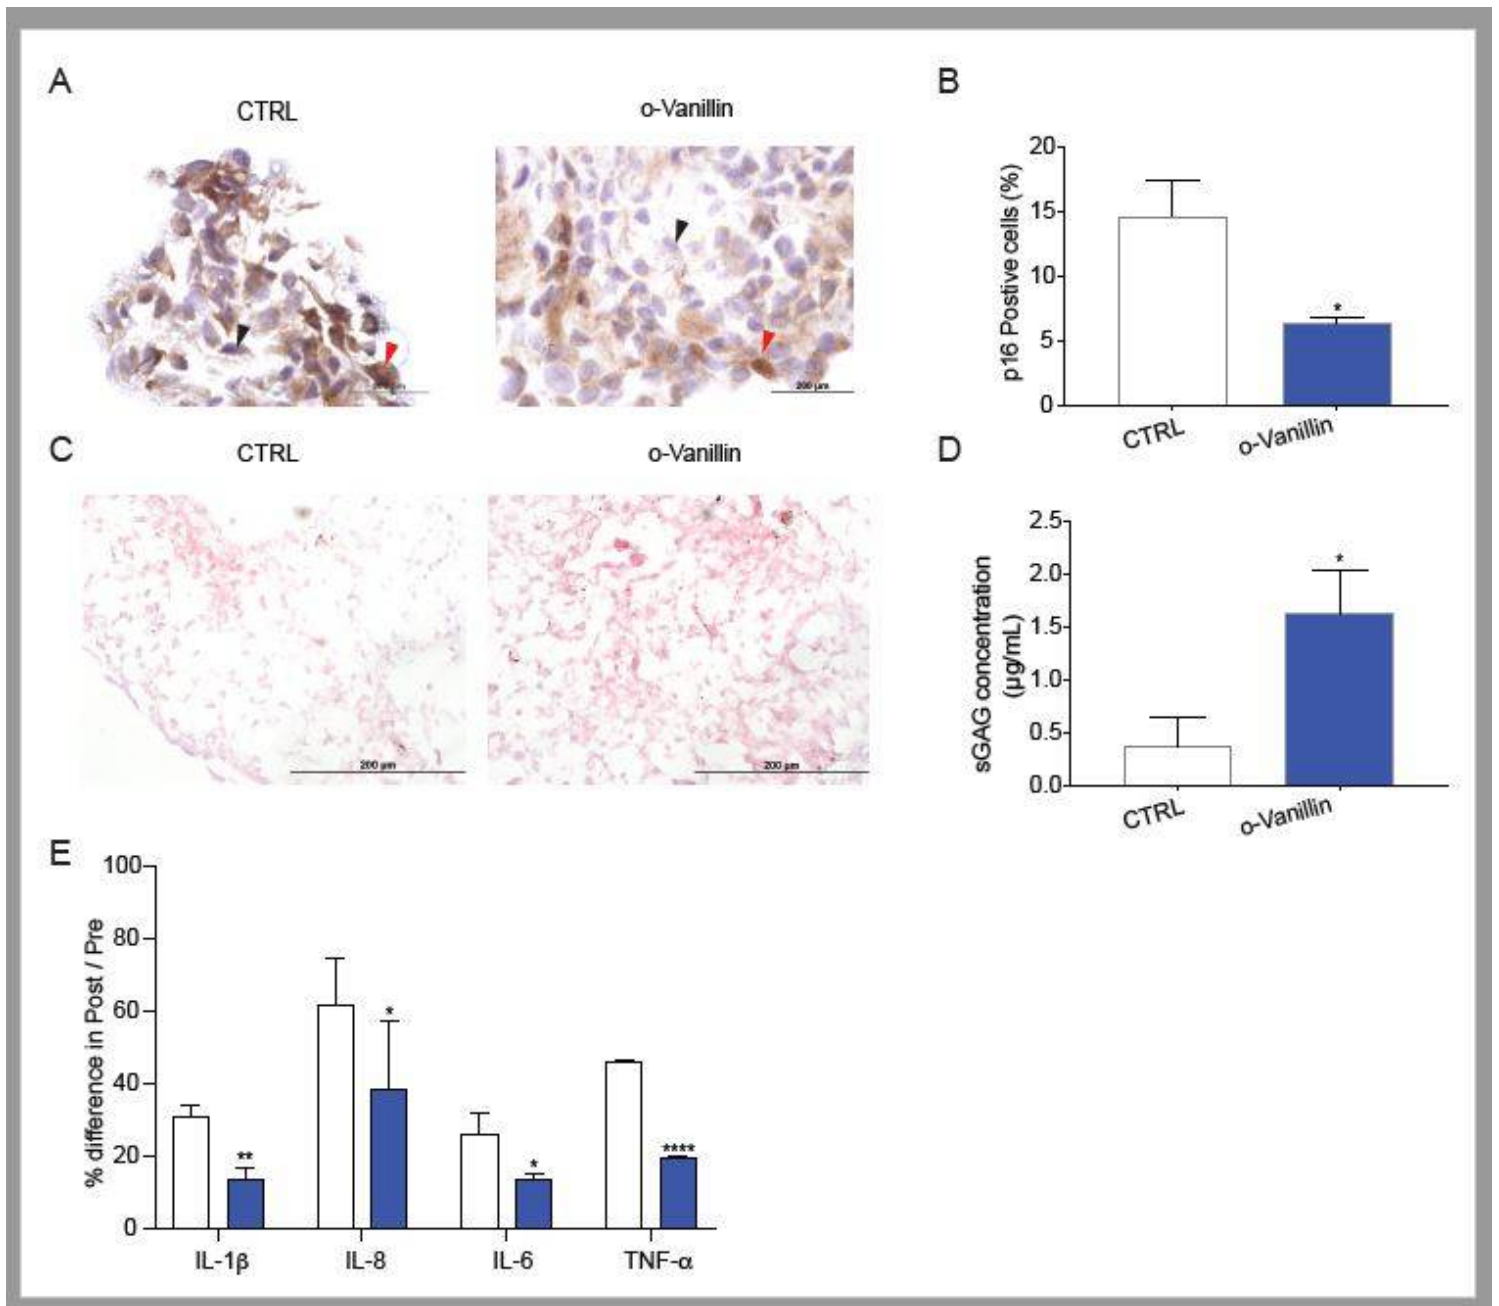 A
CTRL
o-Vanillin
200 µm
B
20
15
10
5
0
p16 Postive cells (%)
CTRL
o-Vanillin
*
C
CTRL
o-Vanillin
200 µm
200 µm
D
2.5
2.0
1.5
1.0
0.5
0.0
sGAG concentration
(µg/mL)
CTRL
o-Vanillin
*
E
100
80
60
40
20
0
% difference in Post / Pre
**
*
*
****
IL-1β
IL-8
IL-6
TNF-α